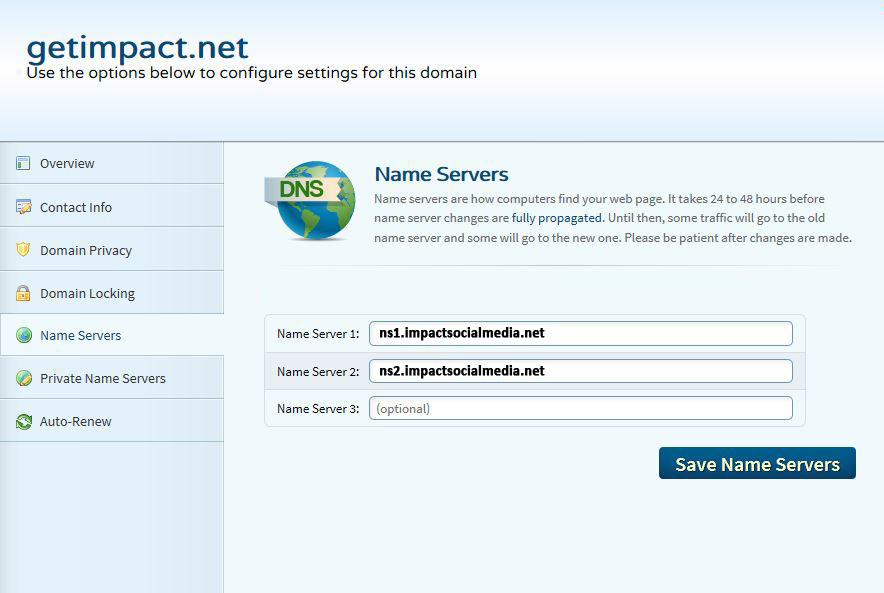 getimpact.net
Use the options below to configure settings for this domain
Overview
Contact Info
Domain Privacy
Domain Locking
Name Servers
Private Name Servers
Auto-Renew
DNS
Name Servers
Name servers are how computers find your web page. It takes 24 to 48 hours before
name server changes are fully propagated. Until then, some traffic will go to the old
name server and some will go to the new one. Please be patient after changes are made.
Name Server 1: ns1.impactsocialmedia.net
Name Server 2: ns2.impactsocialmedia.net
Name Server 3: (optional)
Save Name Servers